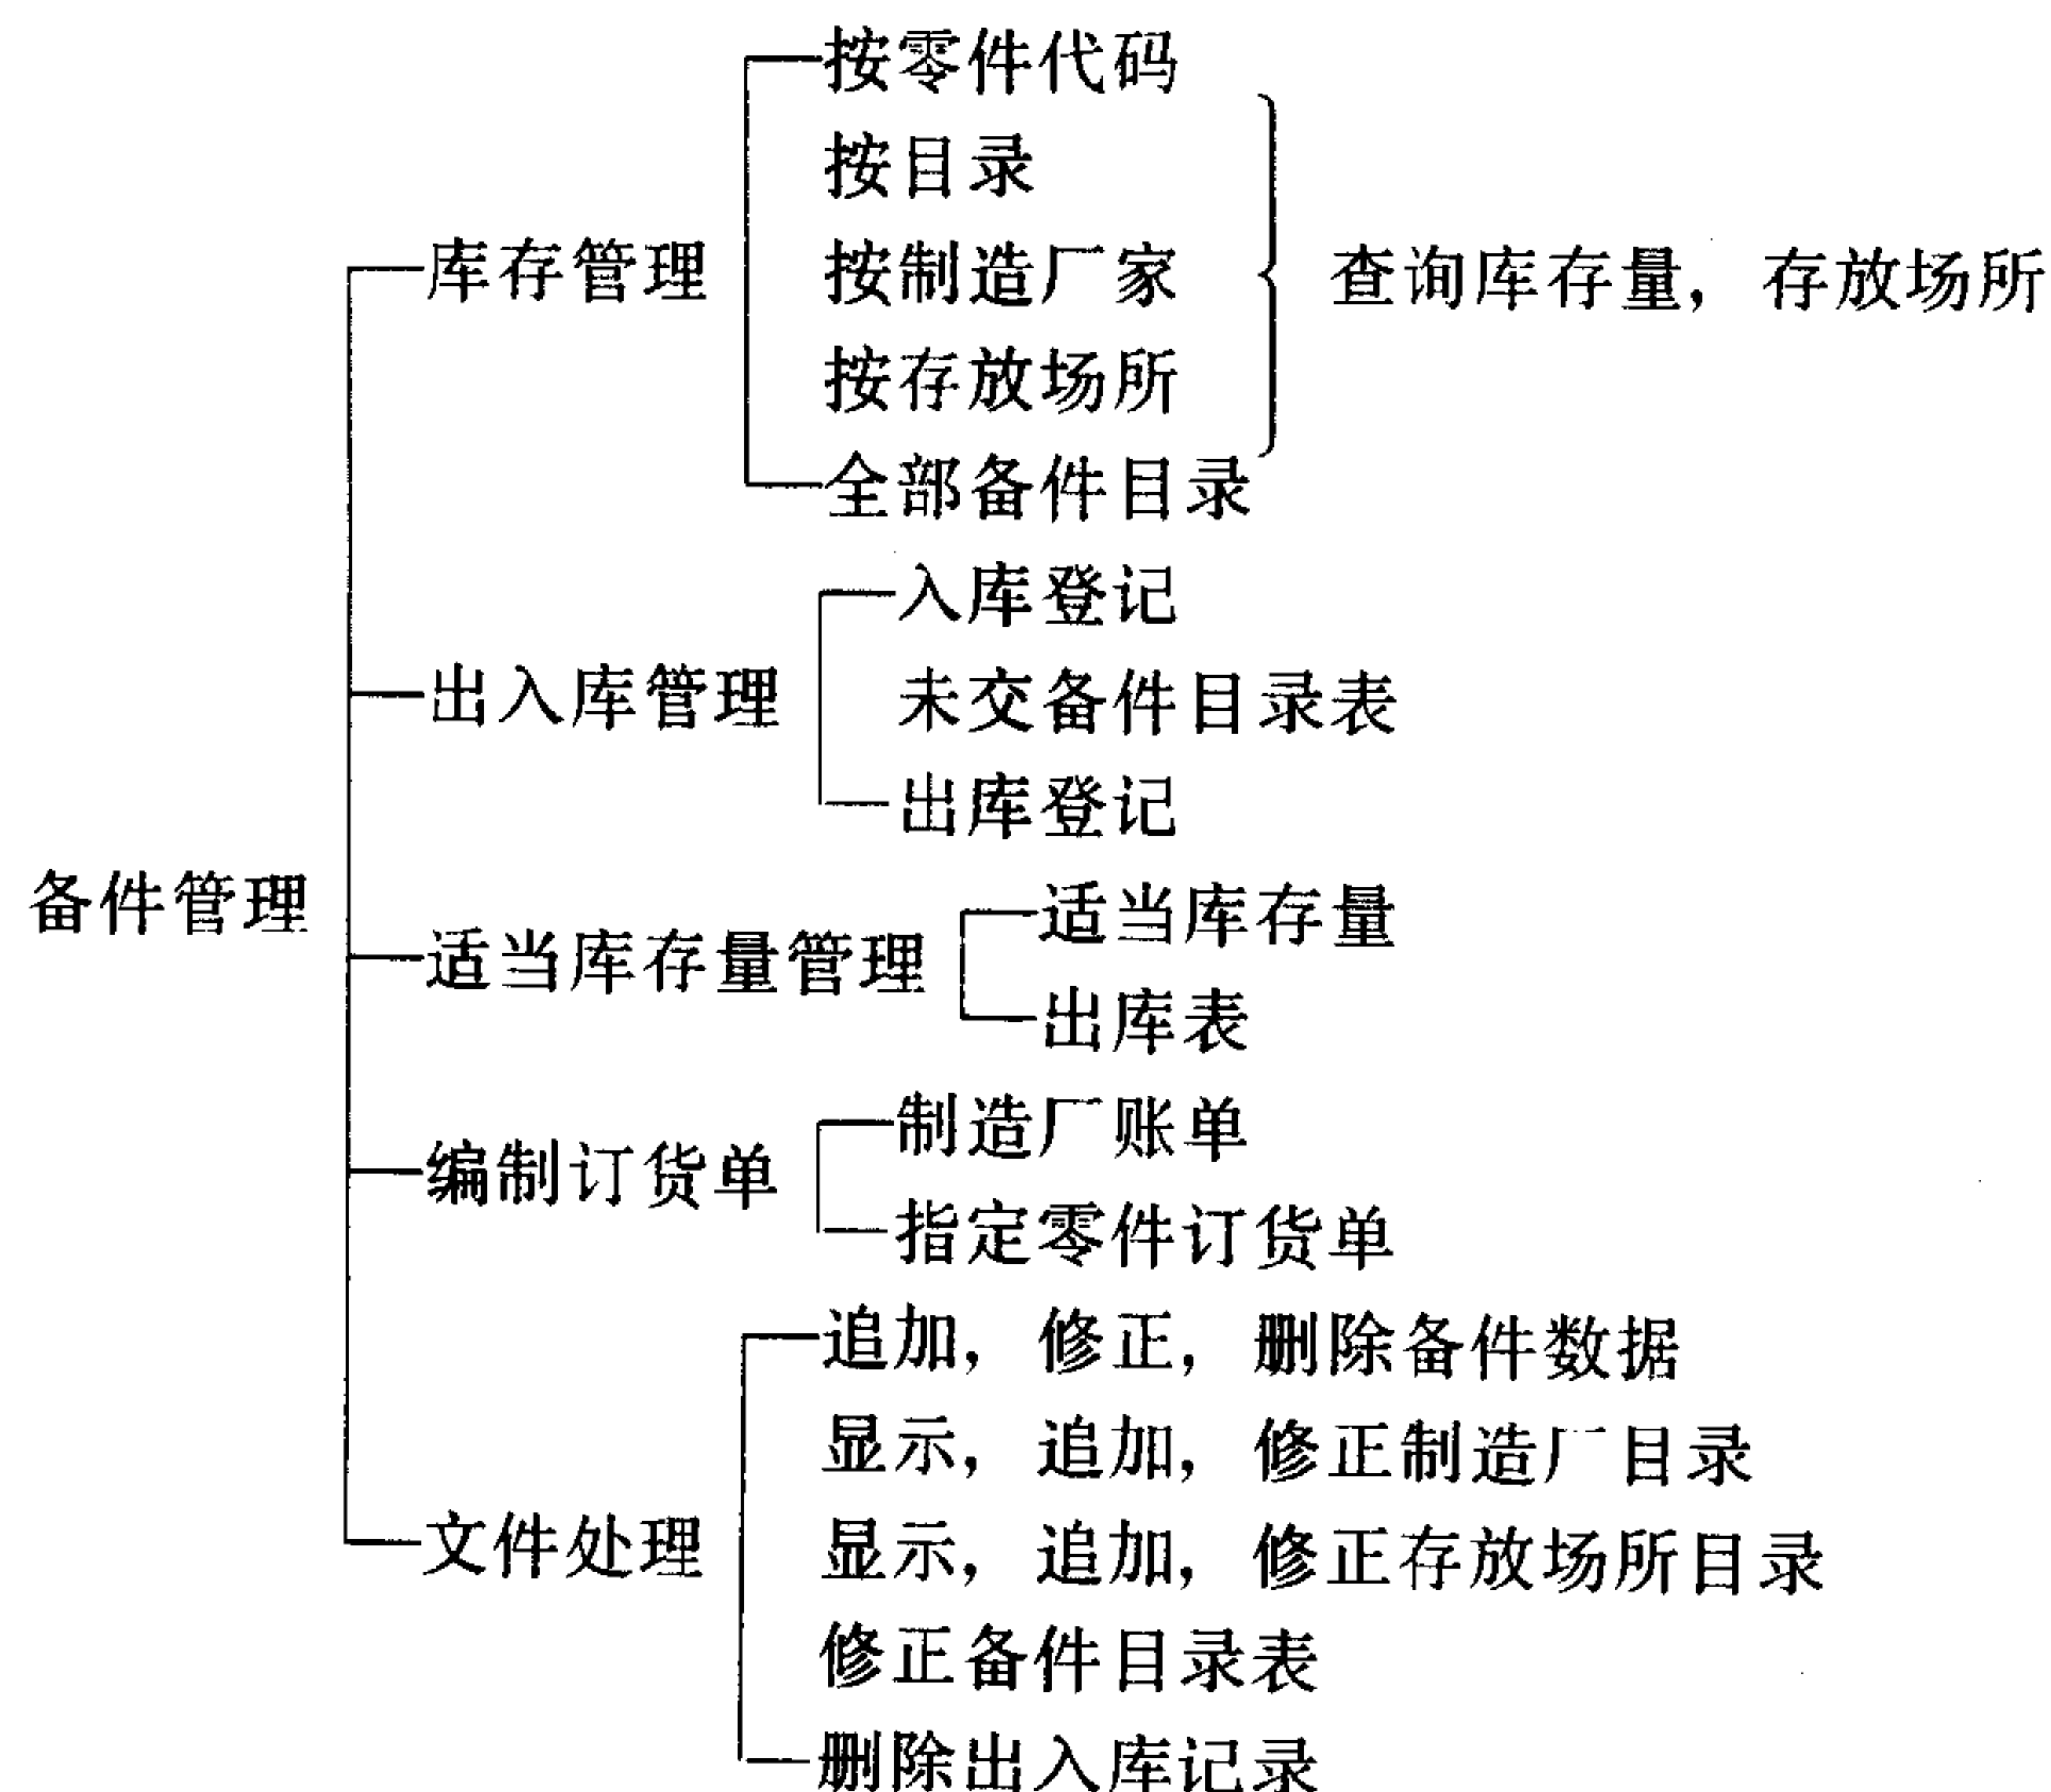 按零件代码
按目录
库存管理
按制造厂家
查询库存量，存放场所
按存放场所
全部备件目录
入库登记
出入库管理
未交备件目录表
出库登记
备件管理
适当库存量
适当库存量管理
出库表
制造厂账单
编制订货单
指定零件订货单
追加，修正，删除备件数据
显示，追加，修正制造厂目录
文件处理
显示，追加，修正存放场所目录
修正备件目录表
删除出入库记录